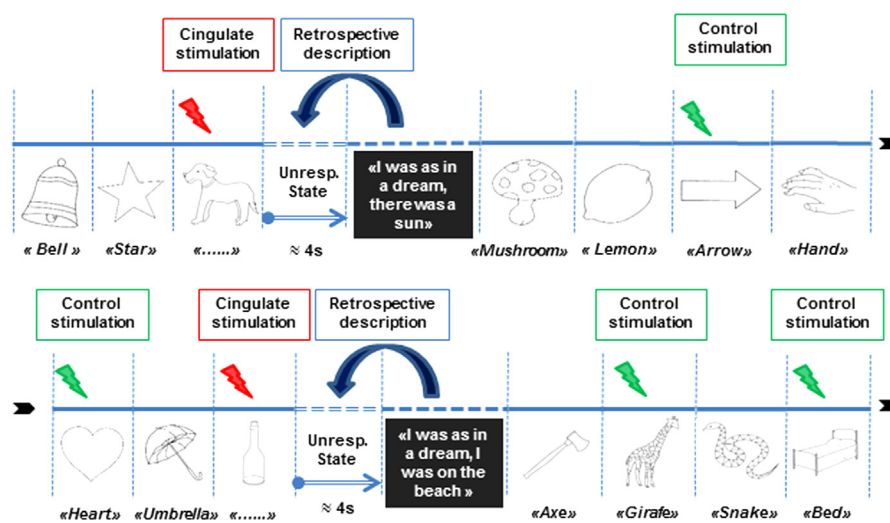 Cingulate
stimulation
Retrospective
description
Control
stimulation
Unresp.
State
≈ 4s
«I was as in
a dream,
there was a
sun»
« Bell »
«Star»
«......»
«Mushroom»
« Lemon»
«Arrow»
«Hand»
Control
stimulation
Cingulate
stimulation
Retrospective
description
Control
stimulation
Control
stimulation
Unresp.
State
≈ 4s
«I was as in
a dream, I
was on the
beach »
«Heart»
«Umbrella»
«......»
«Axe»
«Girafe»
«Snake»
«Bed»